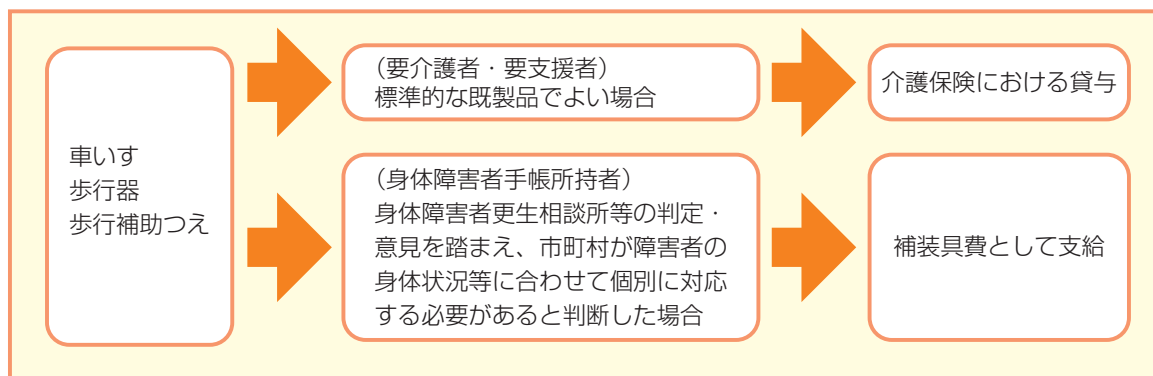 車いす
歩行器
歩行補助つえ
（要介護者・要支援者）
標準的な既製品でよい場合
介護保険における貸与
（身体障害者手帳所持者）
身体障害者更生相談所等の判定・
意見を踏まえ、市町村が障害者の
身体状況等に合わせて個別に対応
する必要があると判断した場合
補装具費として支給